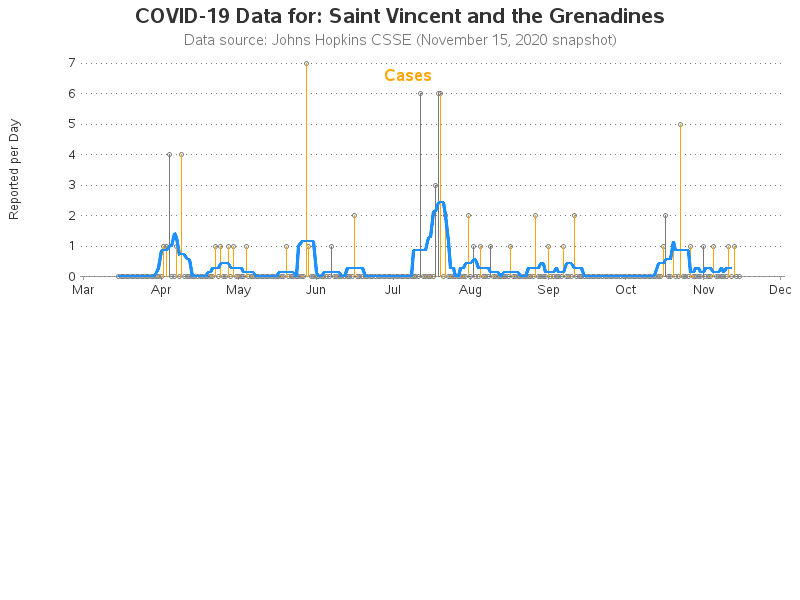 COVID-19 Data for: Saint Vincent and the Grenadines
Data source: Johns Hopkins CSSE (November 15, 2020 snapshot)
Cases
Reported per Day
7
6
5
4
3
2
1
0
Mar Apr May Jun Jul Aug Sep Oct Nov Dec